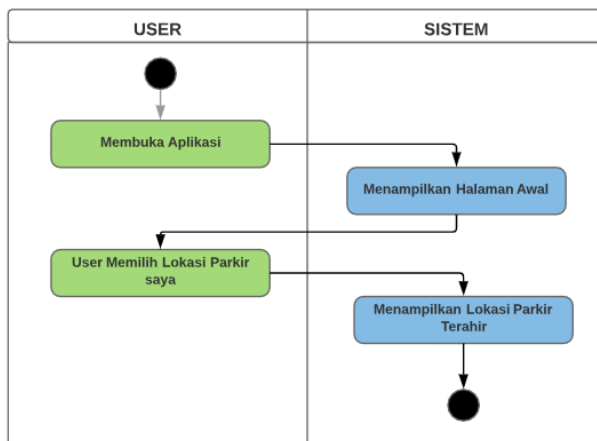 USER
SISTEM
Membuka Aplikasi
Menampilkan Halaman Awal
User Memilih Lokasi Parkir
saya
Menampilkan Lokasi Parkir
Terahir